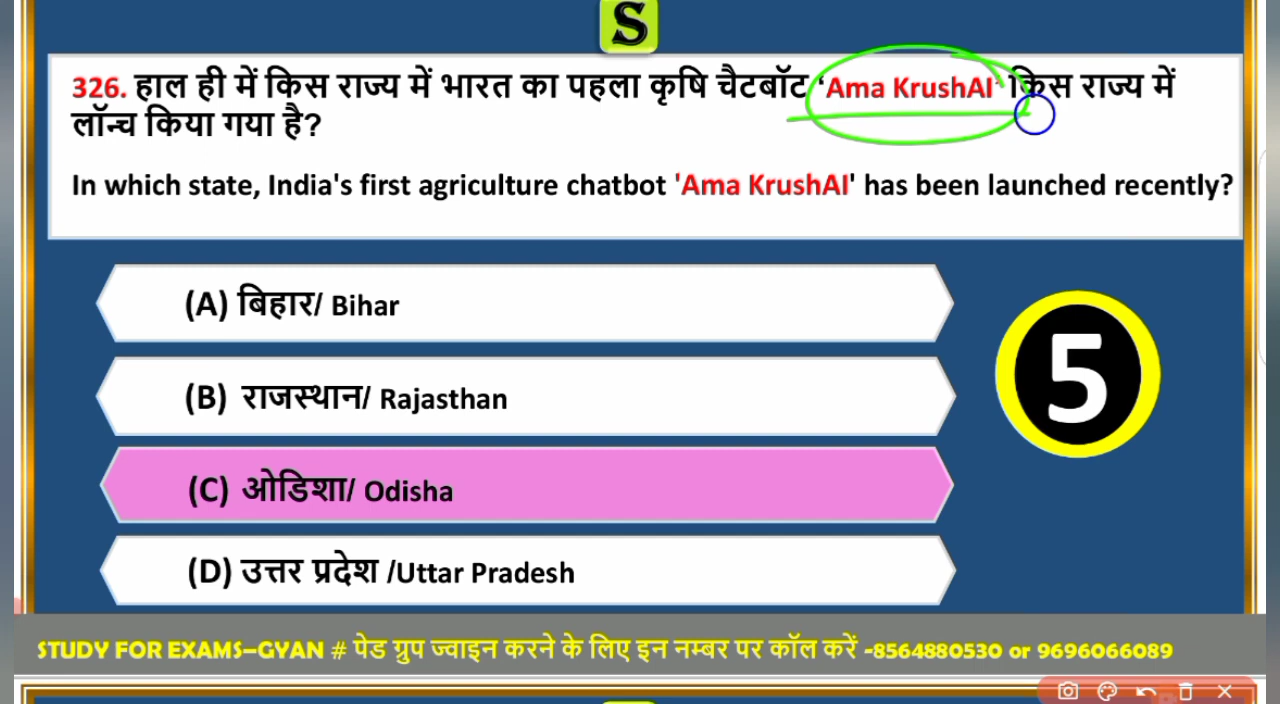 S
326. हाल ही में किस राज्य में भारत का पहला कृषि चैटबॉट 'Ama KrushAI' किस राज्य में
लॉन्च किया गया है?
In which state, India's first agriculture chatbot 'Ama KrushAI' has been launched recently?
(A) बिहार/ Bihar
(B) राजस्थान/ Rajasthan
5
(C) ओडिशा/ Odisha
(D) उत्तर प्रदेश /Uttar Pradesh
STUDY FOR EXAMS–GYAN # पेड ग्रुप ज्वाइन करने के लिए इन नम्बर पर कॉल करें -8564880530 or 9696066089